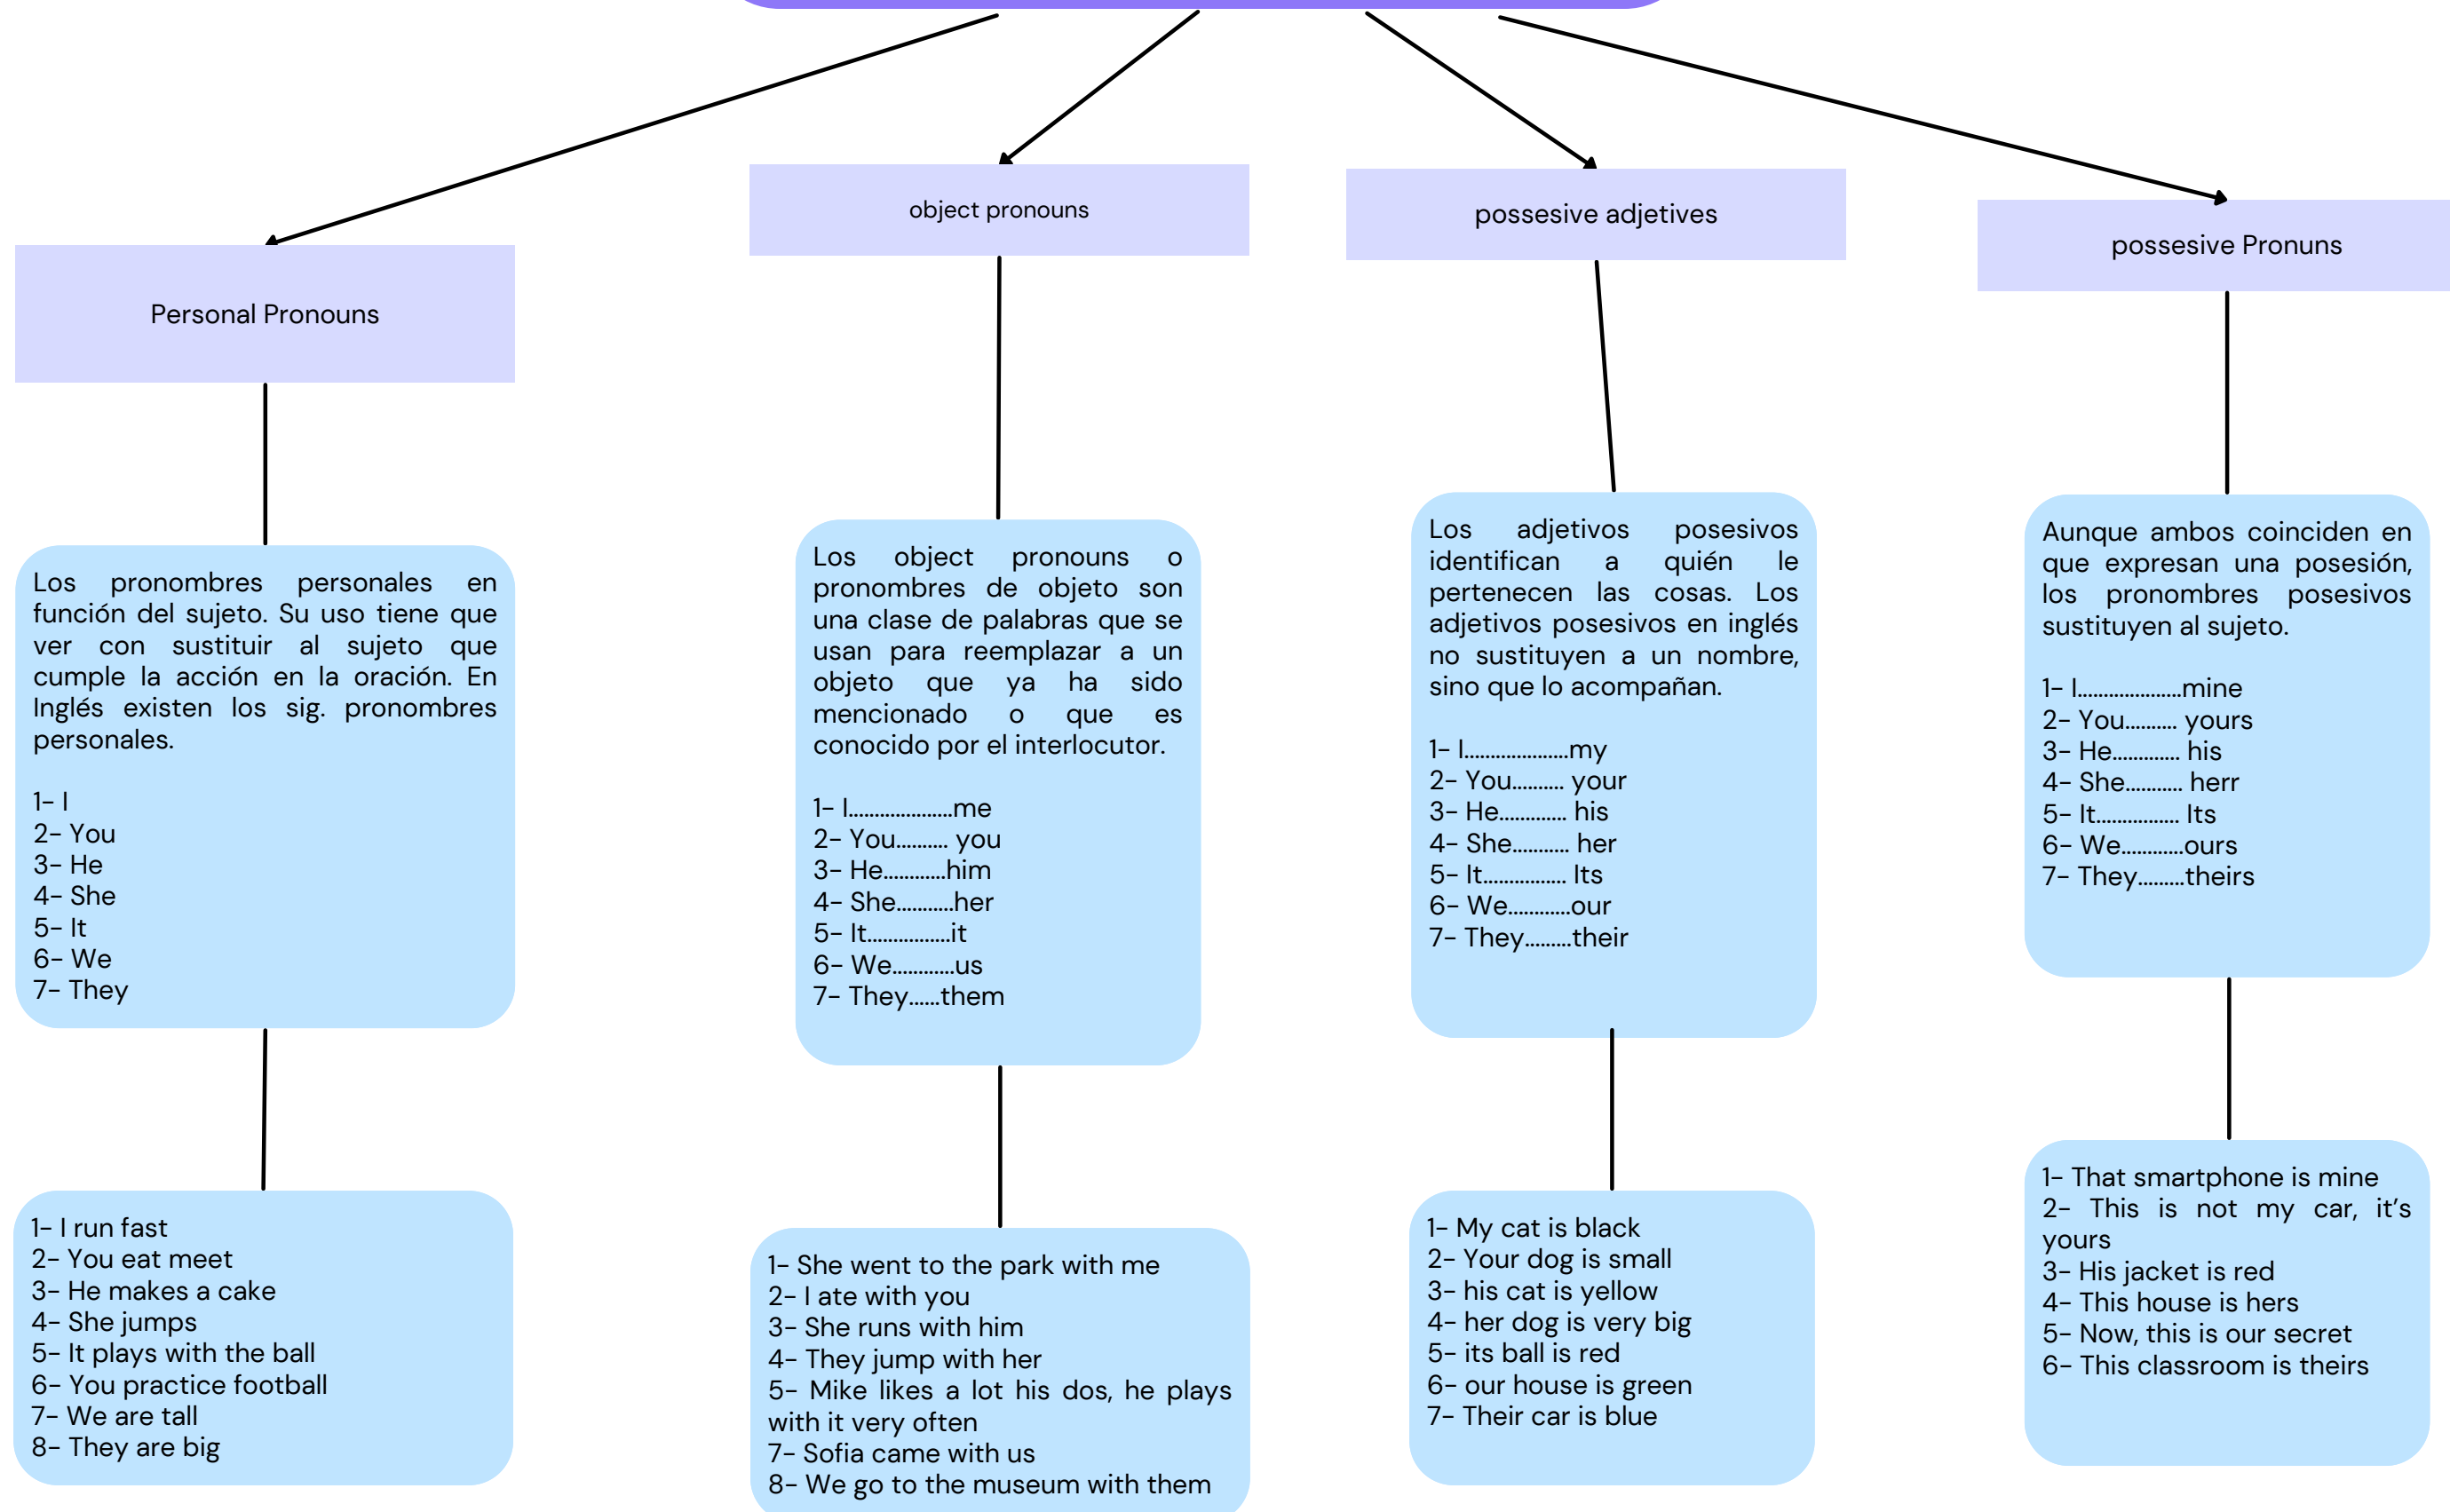 Personal Pronouns
Los pronombres personales en
función del sujeto. Su uso tiene que
ver con sustituir al sujeto que
cumple la acción en la oración. En
Inglés existen los sig. pronombres
personales.
1- I
2- You
3- He
4- She
5- It
6- We
7- They
1- I run fast
2- You eat meet
3- He makes a cake
4- She jumps
5- It plays with the ball
6- You practice football
7- We are tall
8- They are big
object pronouns
Los object pronouns o
pronombres de objeto son
una clase de palabras que se
usan para reemplazar a un
objeto que ya ha sido
mencionado o que es
conocido por el interlocutor.
1- I....................me
2- You.......... you
3- He............him
4- She...........her
5- It................it
6- We............us
7- They......them
1- She went to the park with me
2- I ate with you
3- She runs with him
4- They jump with her
5- Mike likes a lot his dos, he plays
with it very often
7- Sofia came with us
8- We go to the museum with them
possesive adjetives
Los adjetivos posesivos
identifican a quién le
pertenecen las cosas. Los
adjetivos posesivos en inglés
no sustituyen a un nombre,
sino que lo acompañan.
1- I....................my
2- You.......... your
3- He............. his
4- She........... her
5- It................ Its
6- We............our
7- They.........their
1- My cat is black
2- Your dog is small
3- his cat is yellow
4- her dog is very big
5- its ball is red
6- our house is green
7- Their car is blue
possesive Pronuns
Aunque ambos coinciden en
que expresan una posesión,
los pronombres posesivos
sustituyen al sujeto.
1- I....................mine
2- You.......... yours
3- He............. his
4- She........... herr
5- It................ Its
6- We............ours
7- They.........theirs
1- That smartphone is mine
2- This is not my car, it’s
yours
3- His jacket is red
4- This house is hers
5- Now, this is our secret
6- This classroom is theirs